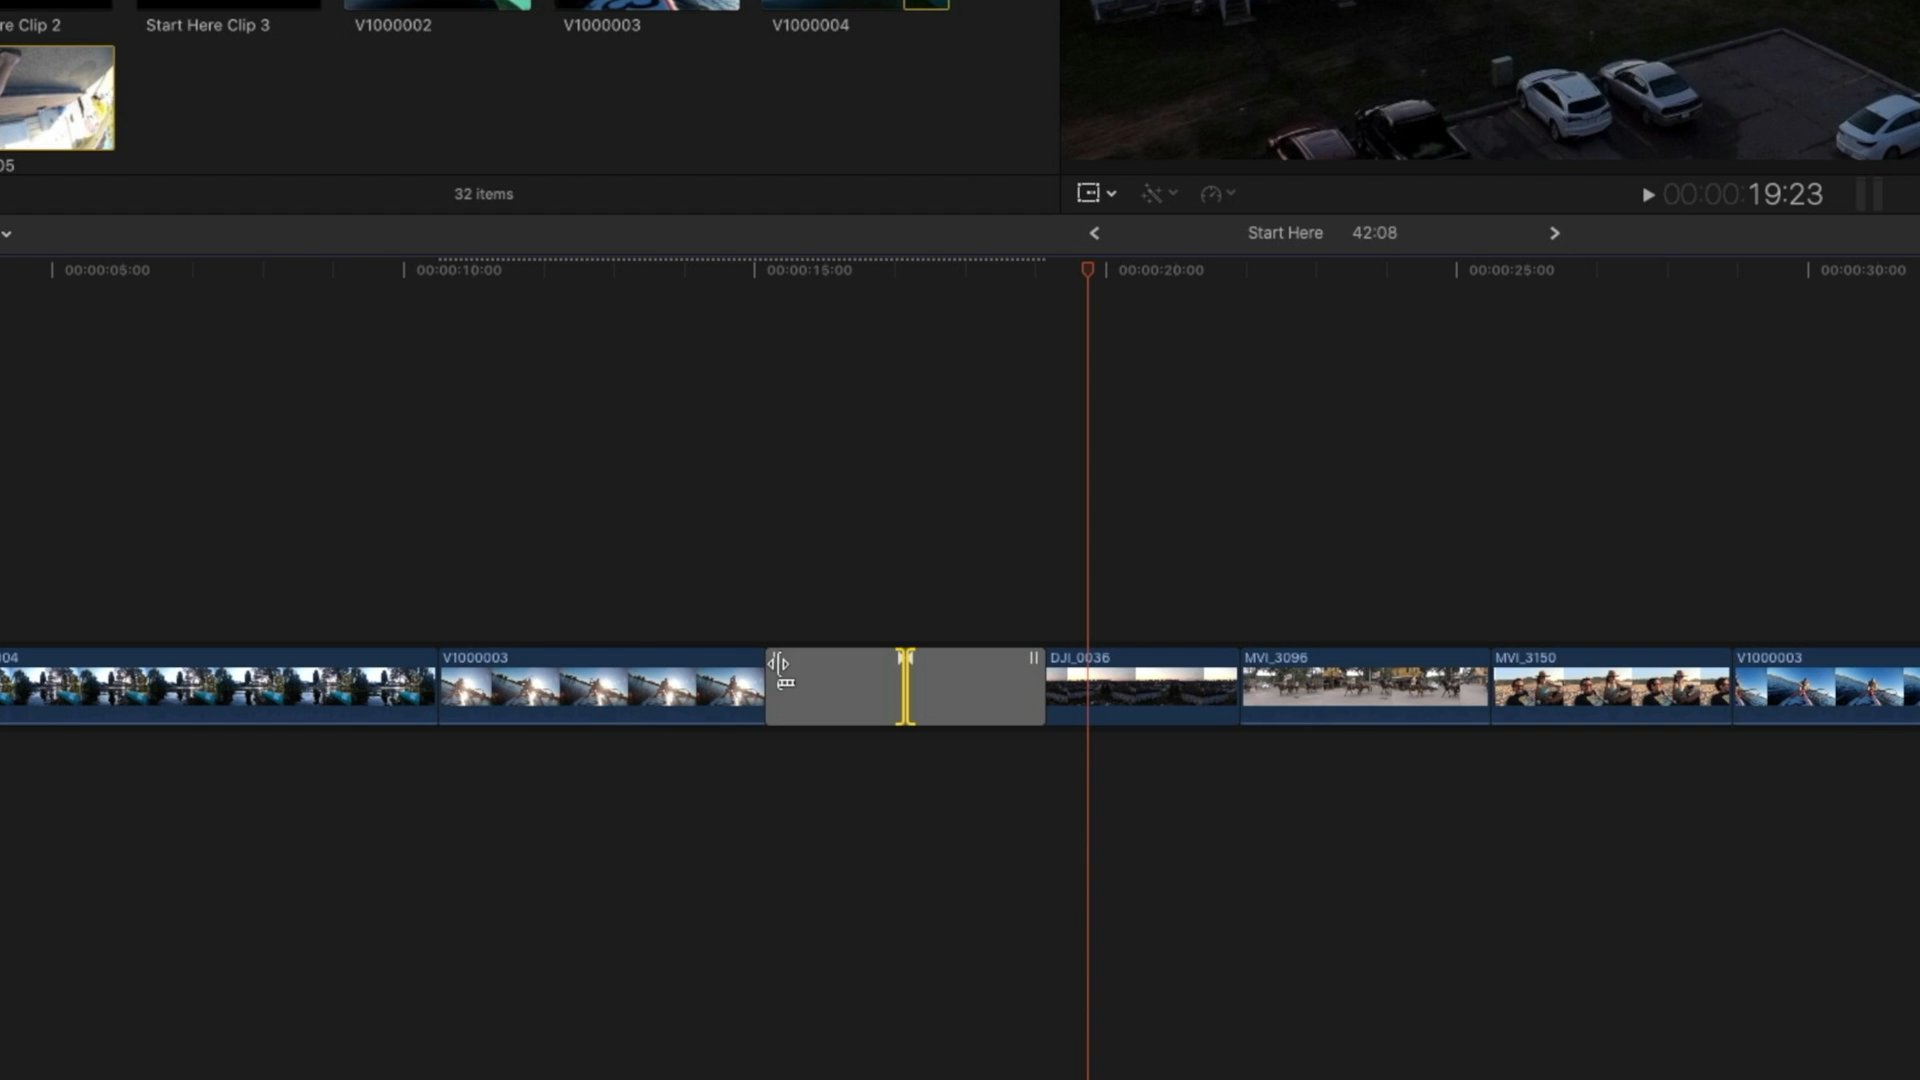 re Clip 2
Start Here Clip 3
V1000002
V1000003
V1000004
05
32 items
00:00:19:23
Start Here 42:08
00:00:05:00
00:00:10:00
00:00:15:00
00:00:20:00
00:00:25:00
00:00:30:00
04
V1000003
DJI_0036
MVI_3096
MVI_3150
V1000003